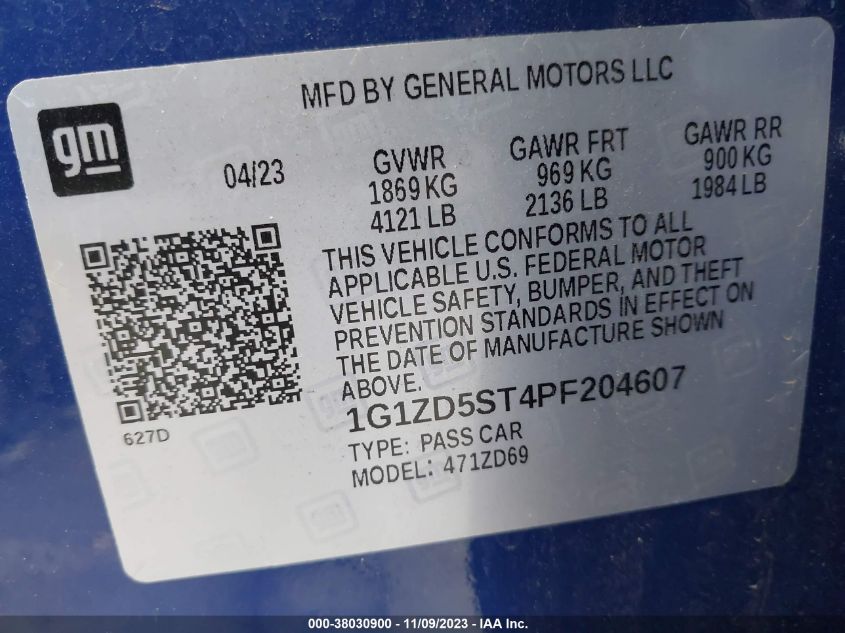 MFD BY GENERAL MOTORS LLC
gm
04/23
GVWR
1869 KG
4121 LB
GAWR FRT
969 KG
2136 LB
GAWR RR
900 KG
1984 LB
THIS VEHICLE CONFORMS TO ALL
APPLICABLE U.S. FEDERAL MOTOR
VEHICLE SAFETY, BUMPER, AND THEFT
PREVENTION STANDARDS IN EFFECT ON
THE DATE OF MANUFACTURE SHOWN
ABOVE.
1G1ZD5ST4PF204607
TYPE: PASS CAR
MODEL: 471ZD69
627D
000-38030900 - 11/09/2023 - IAA Inc.